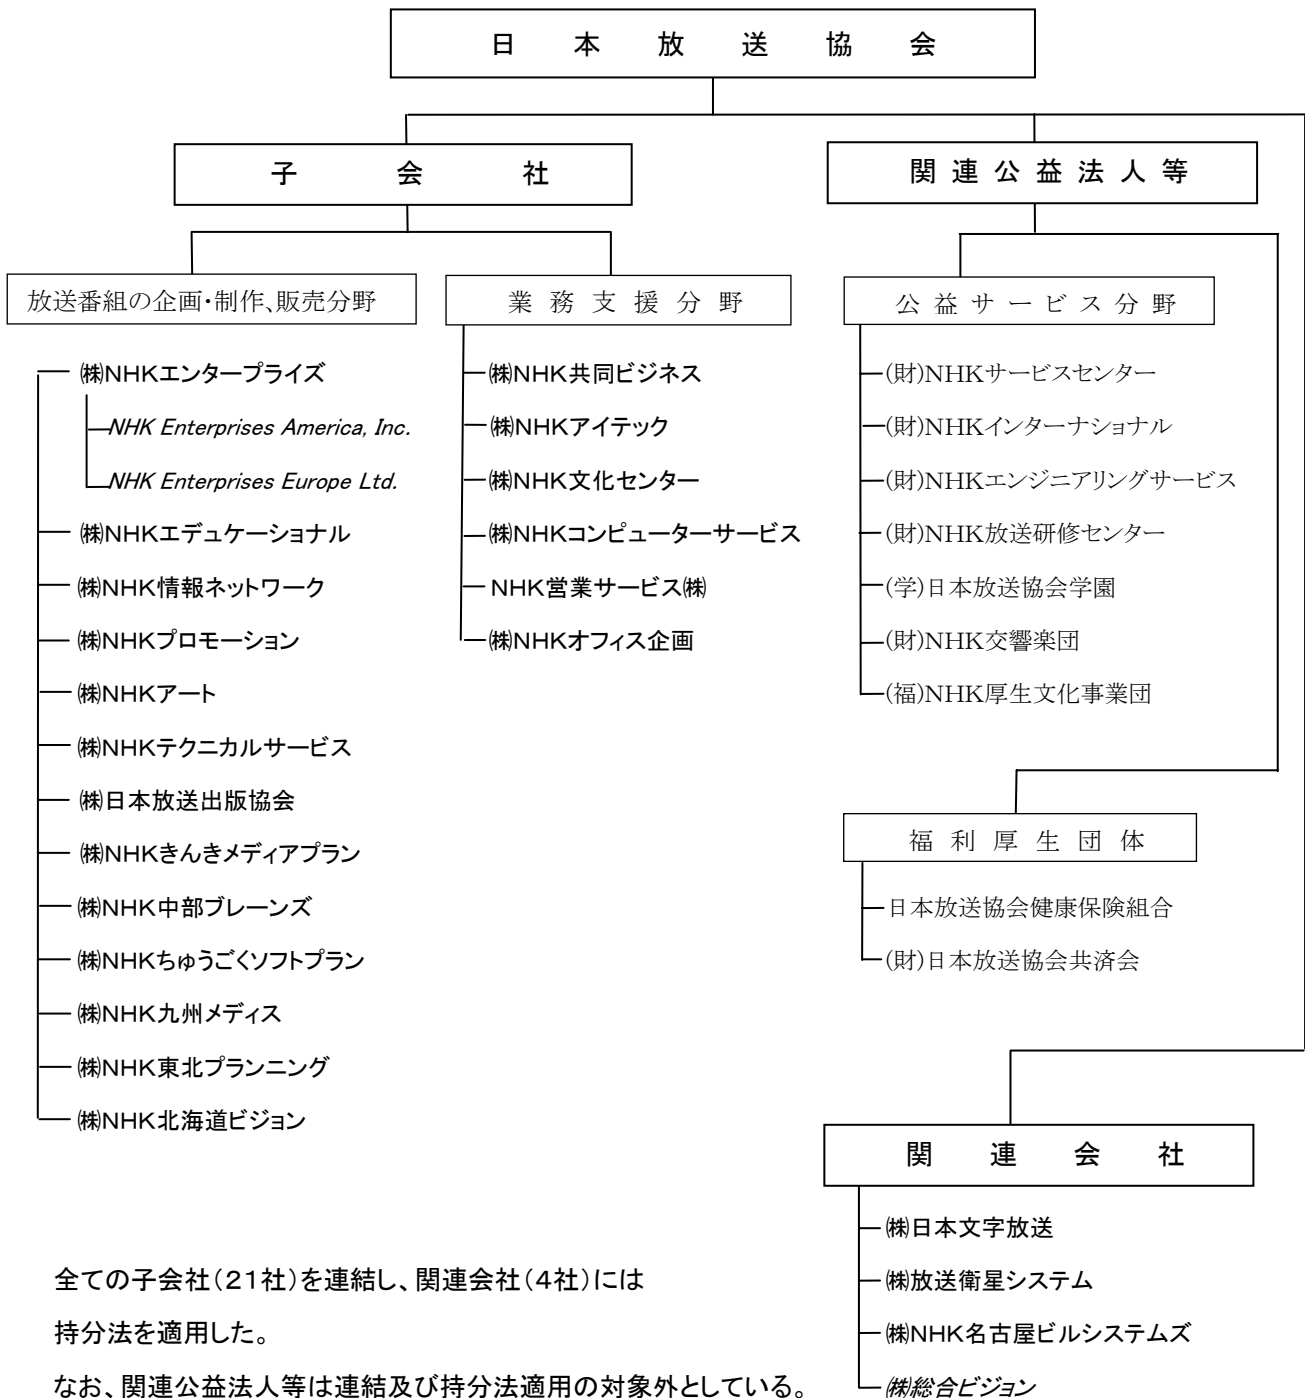 日本放送協会
子会社
関連公益法人等
放送番組の企画・制作、販売分野
業務支援分野
公益サービス分野
㈱NHKエンタープライズ
NHK Enterprises America, Inc.
NHK Enterprises Europe Ltd.
㈱NHKエデュケーショナル
㈱NHK情報ネットワーク
㈱NHKプロモーション
㈱NHKアート
㈱NHKテクニカルサービス
㈱日本放送出版協会
㈱NHKきんきメディアプラン
㈱NHK中部ブレーンズ
㈱NHKちゅうごくソフトプラン
㈱NHK九州メディス
㈱NHK東北プランニング
㈱NHK北海道ビジョン
㈱NHK共同ビジネス
㈱NHKアイテック
㈱NHK文化センター
㈱NHKコンピューターサービス
NHK営業サービス㈱
㈱NHKオフィス企画
(財)NHKサービスセンター
(財)NHKインターナショナル
(財)NHKエンジニアリングサービス
(財)NHK放送研修センター
(学)日本放送協会学園
(財)NHK交響楽団
(福)NHK厚生文化事業団
福利厚生団体
日本放送協会健康保険組合
(財)日本放送協会共済会
関連会社
㈱日本文字放送
㈱放送衛星システム
㈱NHK名古屋ビルシステムズ
㈱総合ビジョン
全ての子会社(21社)を連結し、関連会社(4社)には
持分法を適用した。
なお、関連公益法人等は連結及び持分法適用の対象外としている。